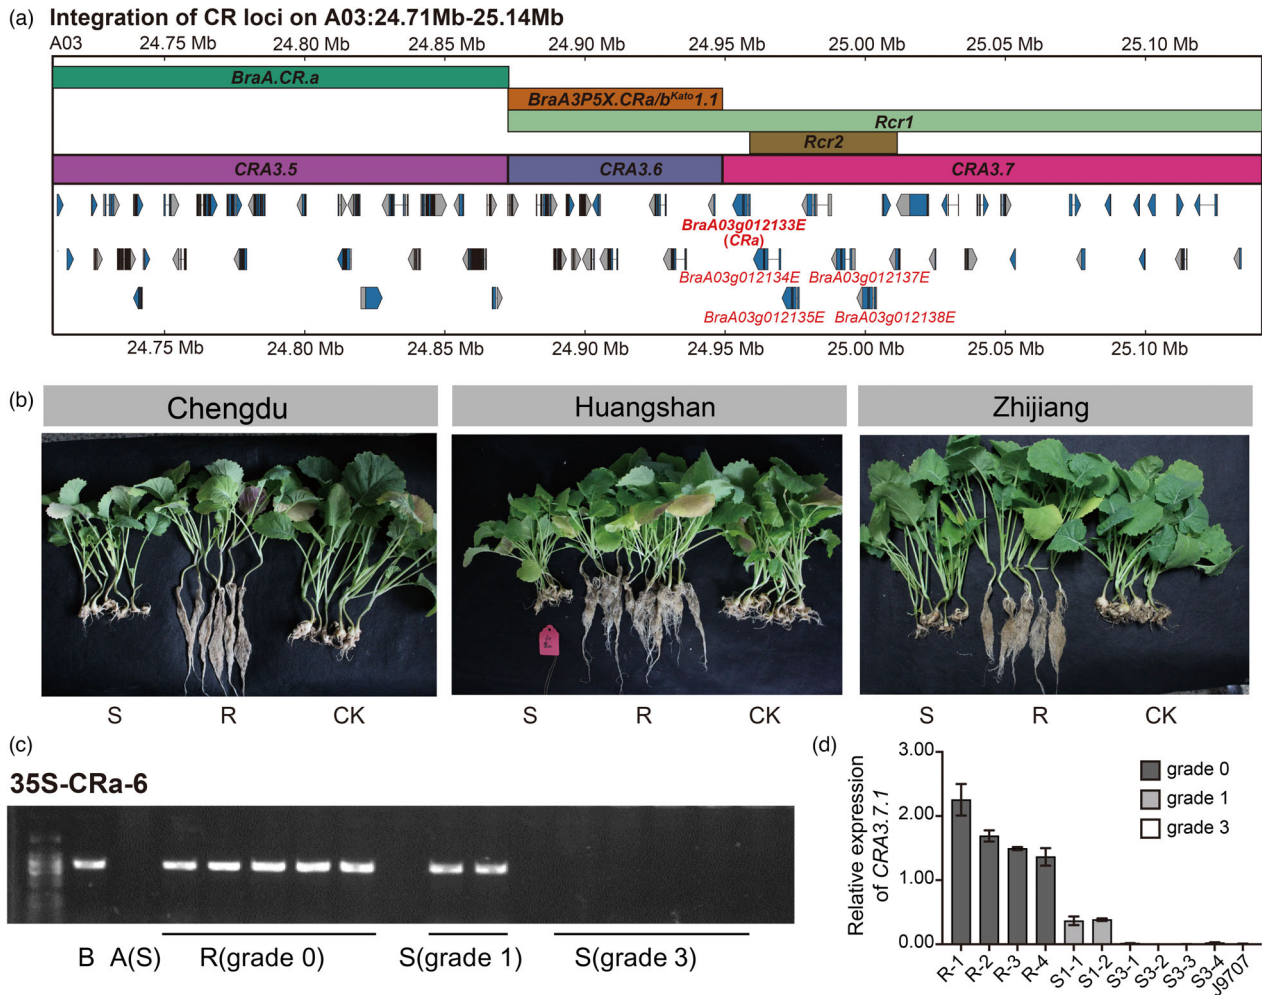 (a) Integration of CR loci on A03:24.71Mb-25.14Mb
A03 24.75 Mb 24.80 Mb 24.85 Mb 24.90 Mb 24.95 Mb 25.00 Mb 25.05 Mb 25.10 Mb
BraA.CR.a
BraA3P5X.CRa/bKato1.1
Rcr1
Rcr2
CRA3.5 CRA3.6 CRA3.7
BraA03g012133E
(CRa)
BraA03g012134E BraA03g012137E
BraA03g012135E BraA03g012138E
24.75 Mb 24.80 Mb 24.85 Mb 24.90 Mb 24.95 Mb 25.00 Mb 25.05 Mb 25.10 Mb
(b) Chengdu Huangshan Zhijiang
S R CK S R CK S R CK
(c)
35S-CRa-6
B A(S) R(grade 0) S(grade 1) S(grade 3)
(d)
Relative expression
of CRA3.7.1
3.00
2.00
1.00
0.00
grade 0
grade 1
grade 3
R-1 R-2 R-3 R-4 S1-1 S1-2 S3-1 S3-2 S3-3 S3-4 J9707